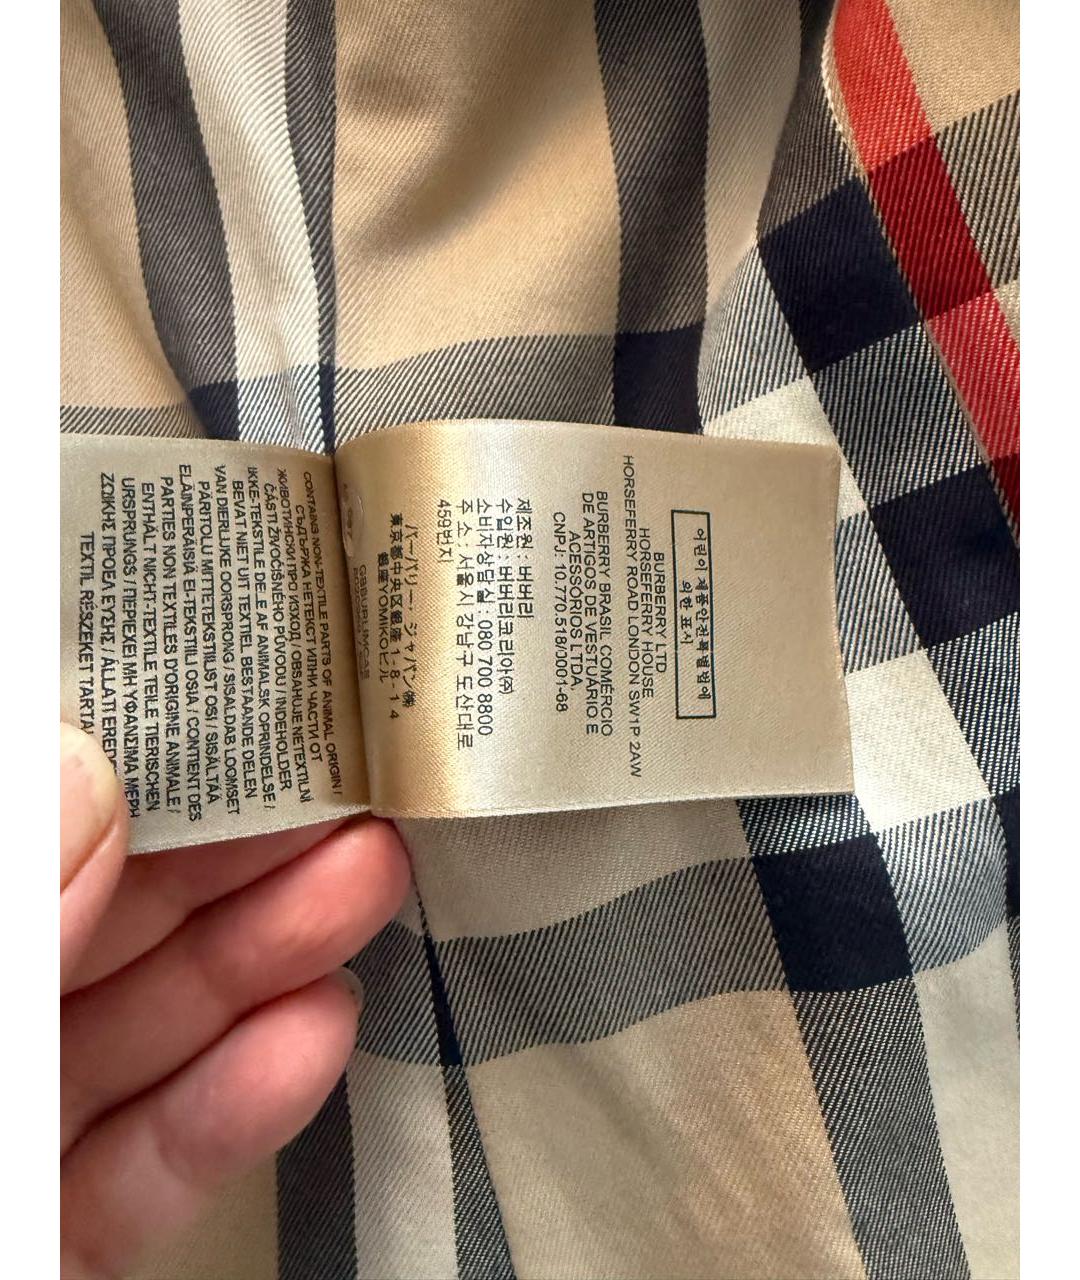 어린이 제품안전특별법에
의한 표시
BURBERRY LTD
HORSEFERRY HOUSE
HORSEFERRY ROAD LONDON SW1P 2AW
BURBERRY BRASIL COMÉRCIO
DE ARTIGOS DE VESTUÁRIO E
ACESSÓRIOS LTDA.
CNPJ: 10.770.518/0001-68
제조원 : 버버리
수입원 : 버버리코리아㈜
소비자상담실 : 080 700 8800
주 소 : 서울시 강남구 도산대로
459번지
バーバリー・ジャパン㈱
東京都中央区銀座1-8-14
銀座YOMIKOビル
CONTAINS NON-TEXTILE PARTS OF ANIMAL ORIGIN /
СЪДЪРЖА НЕТЕКСТИЛНИ ЧАСТИ ОТ
ЖИВОТИНСКИ ПРОИЗХОД / OBSAHUJE NETEXTILNÍ
ČÁSTI ŽIVOČIŠNÉHO PŮVODU / INDEHOLDER
IKKE-TEKSTILE DELE AF ANIMALSK OPRINDELSE /
BEVAT NIET UIT TEXTIEL BESTAANDE DELEN
VAN DIERLIJKE OORSPRONG / SISALDAB LOOMSET
PÄRITOLU MITTETEKSTIILIST OSI / SISÄLTÄÄ
ELÄINPERÄISIÄ EI-TEKSTIILI OSIA / CONTIENT DES
PARTIES NON TEXTILES D'ORIGINE ANIMALE /
ENTHÄLT NICHT-TEXTILE TEILE TIERISCHEN
URSPRUNGS / ΠΕΡΙΕΧΕΙ ΜΗ ΥΦΑΝΣΙΜΑ ΜΕΡΗ
ΖΩΙΚΗΣ ΠΡΟΕΛΕΥΣΗΣ / ÁLLATI EREDE
TEXTIL RÉSZEKET TARTAL